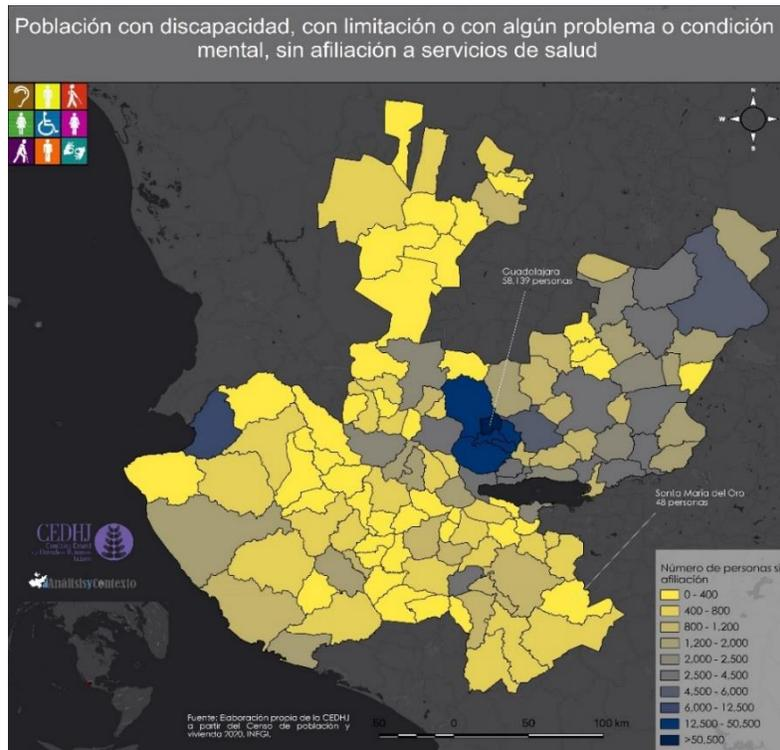 Población con discapacidad, con limitación o con algún problema o condición
mental, sin afiliación a servicios de salud
N
W
E
S
Guadalajara
58,139 personas
Santa María del Oro
48 personas
CEDHJ
AnálisisyContexto
Número de personas si
afiliación
0 - 400
400 - 800
800 - 1,200
1,200 - 2,000
2,000 - 2,500
2,500 - 4,500
4,500 - 6,000
6,000 - 12,500
12,500 - 50,500
>50,500
Fuente: Elaboración propia de la CEDHJ
a partir del Censo de población y
vivienda 2020, INEGI.
50 0 50 100 km